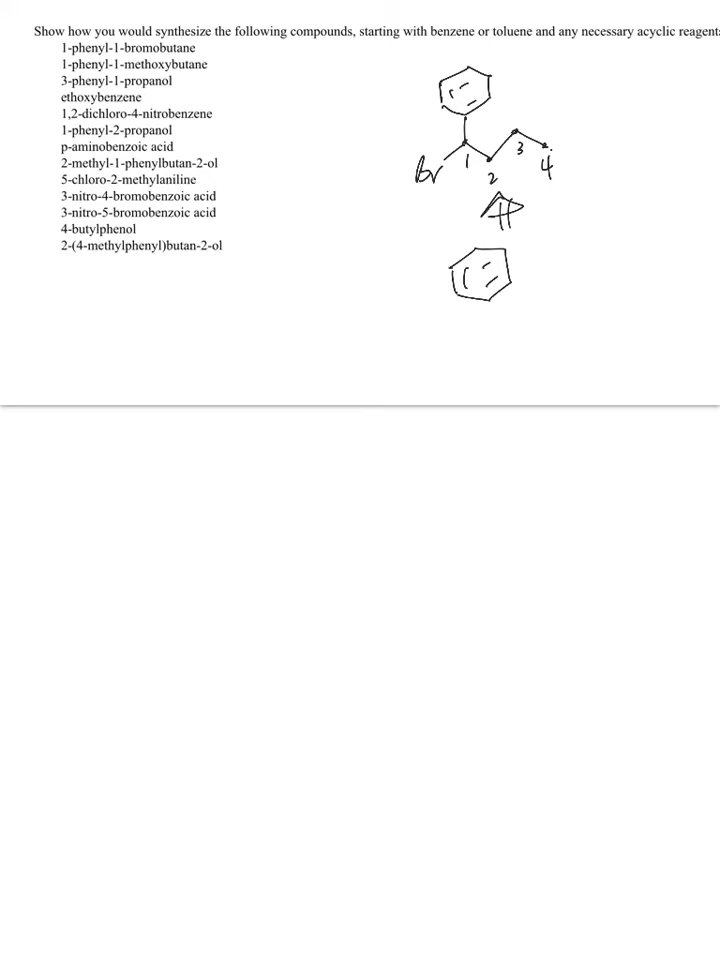 Show how you would synthesize the following compounds, starting with benzene or toluene and any necessary acyclic reagents
1-phenyl-1-bromobutane
1-phenyl-1-methoxybutane
3-phenyl-1-propanol
ethoxybenzene
1,2-dichloro-4-nitrobenzene
1-phenyl-2-propanol
p-aminobenzoic acid
2-methyl-1-phenylbutan-2-ol
5-chloro-2-methylaniline
3-nitro-4-bromobenzoic acid
3-nitro-5-bromobenzoic acid
4-butylphenol
2-(4-methylphenyl)butan-2-ol
Br 1 2 3 4